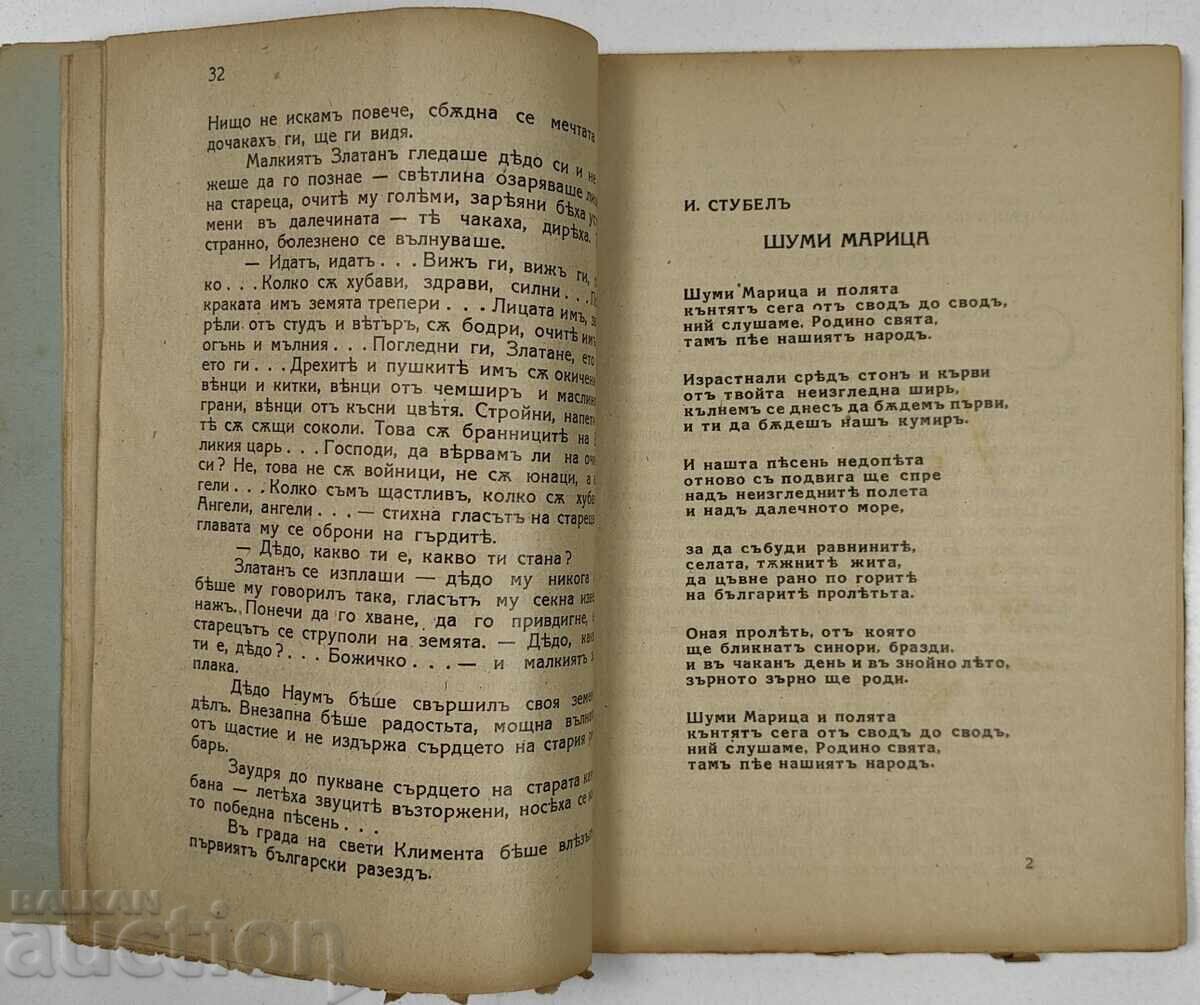 32
Нищо не искамъ повече, сбѫдна се мечтата
дочакахъ ги, ще ги видя.
Малкиятъ Златанъ гледаше дѣдо си и не
жеше да го познае — свѣтлина озаряваше
на стареца, очитѣ му големи, зарѣяни бѣха
мени въ далечината — тѣ чакаха, дирѣха.
странно, болезнено се вълнуваше.
— Идатъ, идатъ . . . Вижъ ги, вижъ ги,
ко . . . Колко сѫ хубави, здрави, силни . . .
краката имъ земята трепери . . . Лицата имъ,
рѣли отъ студъ и вѣтъръ, сѫ бодри, очитѣ имъ
огънь и мълния . . . Погледни ги, Златане, ето
ето ги . . . Дрехитѣ и пушкитѣ имъ сѫ окичени
вѣнци и китки, вѣнци отъ чемширъ и маслин
грани, вѣнци отъ късни цвѣтя. Стройни, напе
тѣ сѫ сѫщи соколи. Това сѫ бранницитѣ на
ликия царь . . . Господи, да вѣрвамъ ли на очи
си? Не, това не сѫ войници, не сѫ юнаци, а
гели . . . Колко съмъ щастливъ, колко сѫ хуба
Ангели, ангели . . . — стихна гласътъ на стареца
главата му се оброни на гърдитѣ.
— Дѣдо, какво ти е, какво ти стана?
Златанъ се изплаши — дѣдо му никога
бѣше му говорилъ така, гласътъ му секна изве
нажъ. Понечи да го хване, да го привдигне,
старецътъ се струполи на земята. — Дѣдо, как
ти е, дѣдо? . . . Божичко . . . — и малкиятъ
плака.
Дѣдо Наумъ бѣше свършилъ своя земе
дѣлъ. Внезапна бѣше радостьта, мощна вълна
отъ щастие и не издържа сърдцето на стария
барь.
Заудря до пукване сърдцето на старата кам
бана — летѣха звуцитѣ възторжени, носѣха се
то победна пѣсень . . .
Въ града на свети Климента бѣше влѣзълъ
първиятъ български разездъ.
И. СТУБЕЛЪ
ШУМИ МАРИЦА
Шуми Марица и полята
кънтятъ сега отъ сводъ до сводъ,
ний слушаме, Родино свята,
тамъ пѣе нашиятъ народъ.
Израстнали срѣдъ стонъ и кърви
отъ твойта неизгледна ширь,
кълнемъ се днесъ да бѫдемъ първи,
и ти да бѫдешъ нашъ кумиръ.
И нашта пѣсень недопѣта
отново съ подвига ще спре
надъ неизгледнитѣ полета
и надъ далечното море,
за да събуди равнинитѣ,
селата, тѫжнитѣ жита,
да цъвне рано по горитѣ
на българитѣ пролѣтьта.
Оная пролѣть, отъ която
ще бликнатъ синори, бразди.
и въ чакан день и въ знойно лѣто,
зърното зърно ще роди.
Шуми Марица и полята
кънтятъ сега отъ сводъ до сводъ,
ний слушаме, Родино свята,
тамъ пѣе нашиятъ народъ.
2
BALKAN
auction